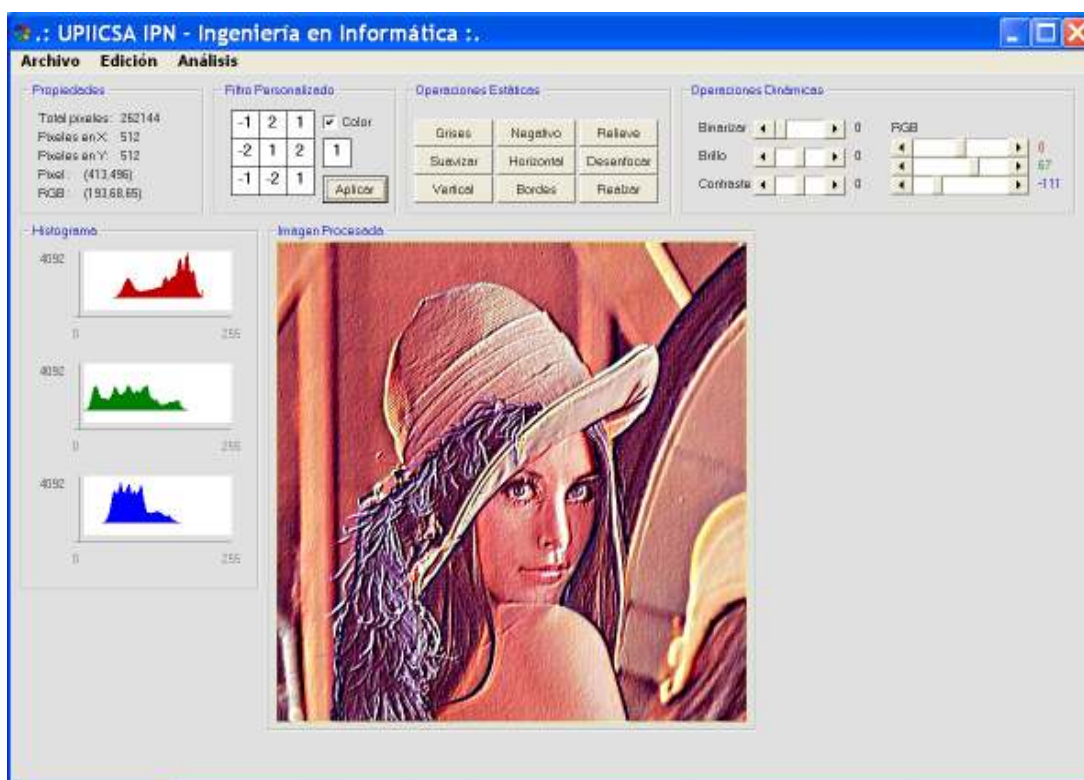 .: UPIICSA IPN - Ingeniería en Informática :.
Archivo Edición Análisis
Propiedades
Total pixeles: 262144
Pixeles en X: 512
Pixeles en Y: 512
Pixel: (413,496)
RGB: (193,68,65)
Filtro Personalizado
-1 2 1
-2 1 2
-1 -2 1
Color
1
Aplicar
Operaciones Estáticas
Grises Negativo Relieve
Suavizar Horizontal Desenfocar
Vertical Bordes Realzar
Operaciones Dinámicas
Binarizar 0
Brillo 0
Contraste 0
RGB
0
67
-111
Histograma
4092
0 255
4092
0 255
4092
0 255
Imagen Procesada